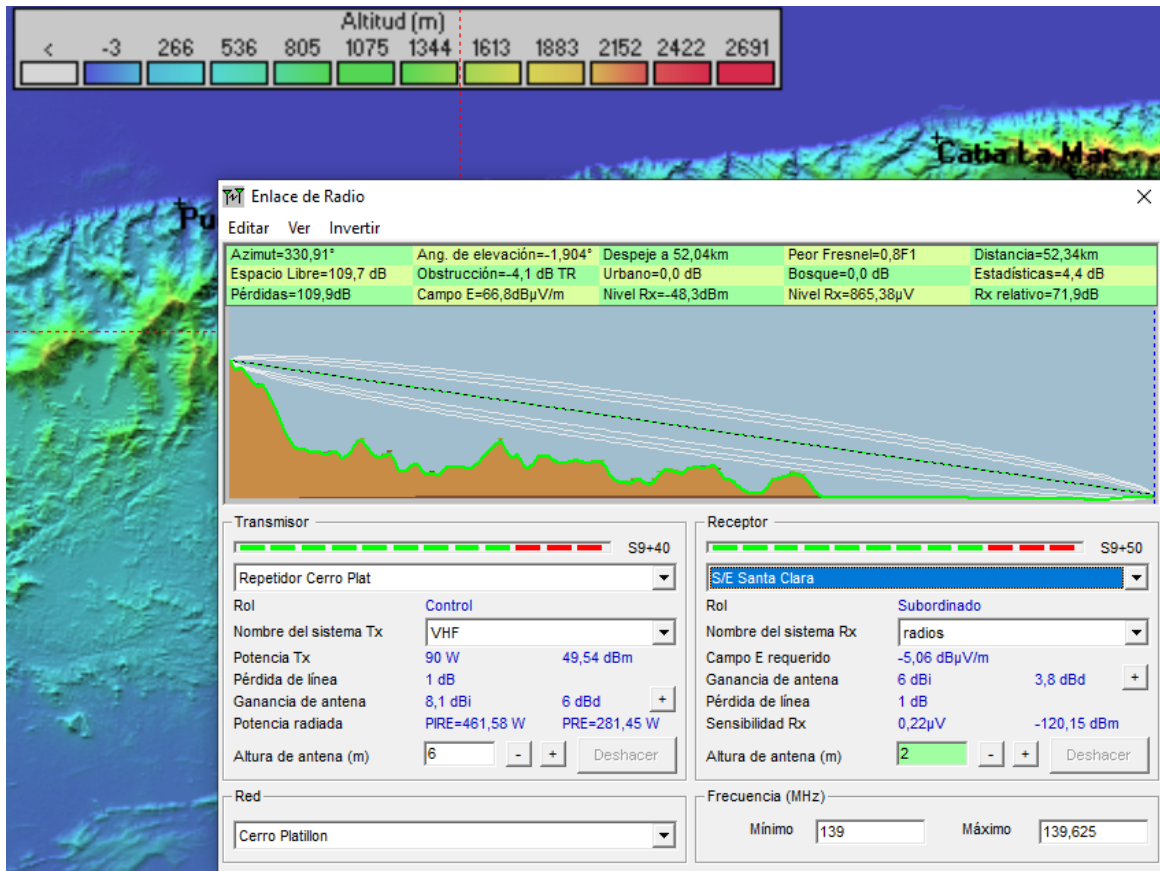 Altitud (m)
< -3 266 536 805 1075 1344 1613 1883 2152 2422 2691
Catia La Mar
Pu
Enlace de Radio
Editar Ver Invertir
Azimut=330,91° Ang. de elevación=-1,904° Despeje a 52,04km Peor Fresnel=0,8F1 Distancia=52,34km
Espacio Libre=109,7 dB Obstrucción=-4,1 dB TR Urbano=0,0 dB Bosque=0,0 dB Estadísticas=4,4 dB
Pérdidas=109,9dB Campo E=66,8dBμV/m Nivel Rx=-48,3dBm Nivel Rx=865,38μV Rx relativo=71,9dB
Transmisor
S9+40
Repetidor Cerro Plat
Rol Control
Nombre del sistema Tx VHF
Potencia Tx 90 W 49,54 dBm
Pérdida de línea 1 dB
Ganancia de antena 8,1 dBi 6 dBd +
Potencia radiada PIRE=461,58 W PRE=281,45 W
Altura de antena (m) 6 - + Deshacer
Red
Cerro Platillon
Receptor
S9+50
S/E Santa Clara
Rol Subordinado
Nombre del sistema Rx radios
Campo E requerido -5,06 dBμV/m
Ganancia de antena 6 dBi 3,8 dBd +
Pérdida de línea 1 dB
Sensibilidad Rx 0,22μV -120,15 dBm
Altura de antena (m) 2 - + Deshacer
Frecuencia (MHz)
Mínimo 139 Máximo 139,625